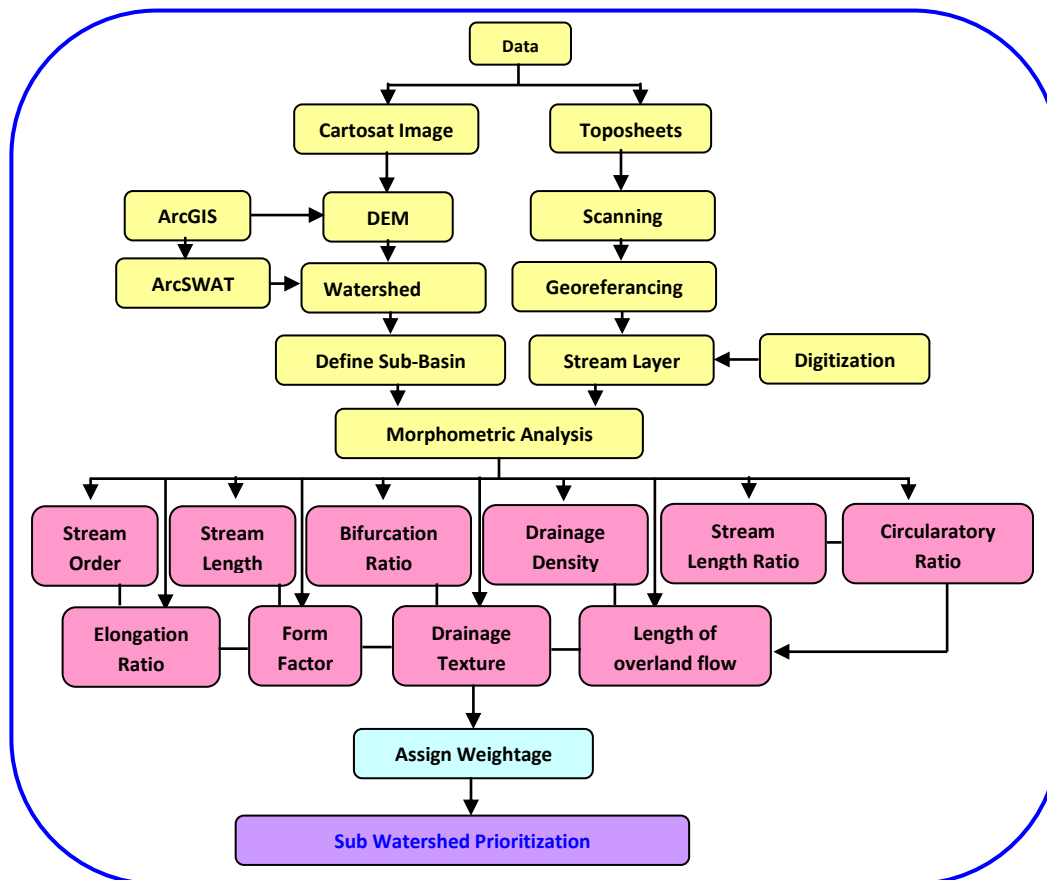 Data
Cartosat Image
Toposheets
ArcGIS
DEM
Scanning
ArcSWAT
Watershed
Georeferancing
Define Sub-Basin
Stream Layer
Digitization
Morphometric Analysis
Stream
Order
Stream
Length
Bifurcation
Ratio
Drainage
Density
Stream
Length Ratio
Circularatory
Ratio
Elongation
Ratio
Form
Factor
Drainage
Texture
Length of
overland flow
Assign Weightage
Sub Watershed Prioritization